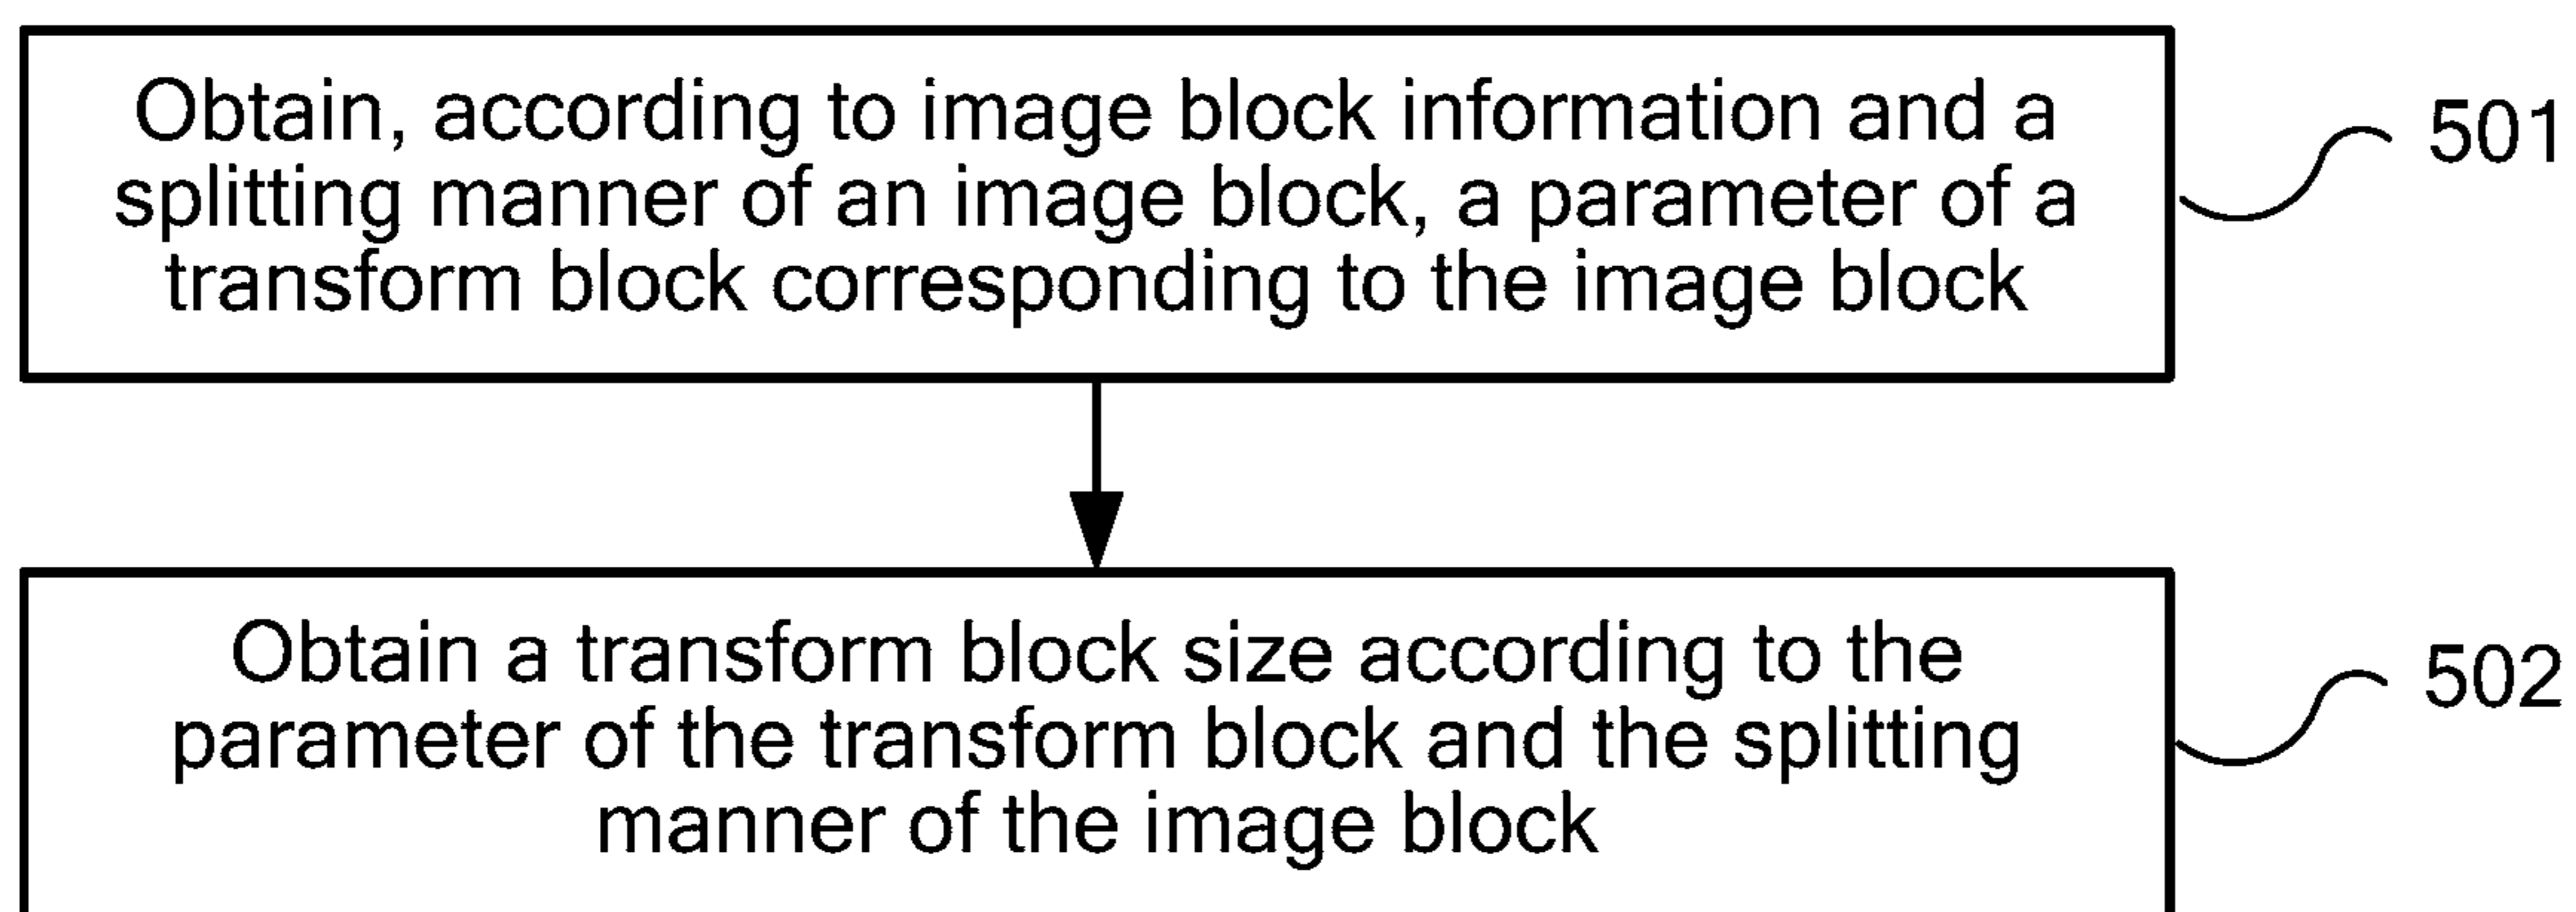 Obtain, according to image block information and a
splitting manner of an image block, a parameter of a
transform block corresponding to the image block
501
Obtain a transform block size according to the
parameter of the transform block and the splitting
manner of the image block
502